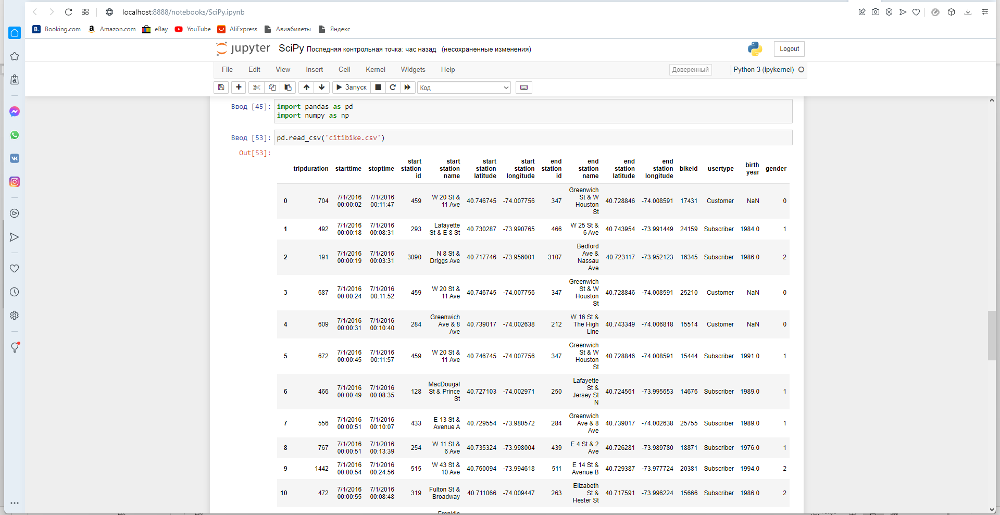 localhost:8888/notebooks/SciPy.ipynb
Booking.com Amazon.com eBay YouTube AliExpress Авиабилеты Яндекс
jupyter SciPy Последняя контрольная точка: час назад (несохраненные изменения) Logout
File Edit View Insert Cell Kernel Widgets Help Доверенный Python 3 (ipykernel)
Запуск Код
Ввод [45]: import pandas as pd
import numpy as np
Ввод [53]: pd.read_csv('citibike.csv')
Out[53]:
tripduration starttime stoptime start station id start station name start station latitude start station longitude end station id end station name end station latitude end station longitude bikeid usertype birth year gender
0 704 7/1/2016 00:00:02 7/1/2016 00:11:47 459 W 20 St & 11 Ave 40.746745 -74.007756 347 Greenwich St & W Houston St 40.728846 -74.008591 17431 Customer NaN 0
1 492 7/1/2016 00:00:18 7/1/2016 00:08:31 293 Lafayette St & E 8 St 40.730287 -73.990765 466 W 25 St & 6 Ave 40.743954 -73.991449 24159 Subscriber 1984.0 1
2 191 7/1/2016 00:00:19 7/1/2016 00:03:31 3090 N 8 St & Driggs Ave 40.717746 -73.956001 3107 Bedford Ave & Nassau Ave 40.723117 -73.952123 16345 Subscriber 1986.0 2
3 687 7/1/2016 00:00:24 7/1/2016 00:11:52 459 W 20 St & 11 Ave 40.746745 -74.007756 347 Greenwich St & W Houston St 40.728846 -74.008591 25210 Customer NaN 0
4 609 7/1/2016 00:00:31 7/1/2016 00:10:40 284 Greenwich Ave & 8 Ave 40.739017 -74.002638 212 W 16 St & The High Line 40.743349 -74.006818 15514 Customer NaN 0
5 672 7/1/2016 00:00:45 7/1/2016 00:11:57 459 W 20 St & 11 Ave 40.746745 -74.007756 347 Greenwich St & W Houston St 40.728846 -74.008591 15444 Subscriber 1991.0 1
6 466 7/1/2016 00:00:49 7/1/2016 00:08:35 128 MacDougal St & Prince St 40.727103 -74.002971 250 Lafayette St & Jersey St N 40.724561 -73.995653 14676 Subscriber 1989.0 1
7 556 7/1/2016 00:00:51 7/1/2016 00:10:07 433 E 13 St & Avenue A 40.729554 -73.980572 284 Greenwich Ave & 8 Ave 40.739017 -74.002638 25755 Subscriber 1989.0 1
8 767 7/1/2016 00:00:51 7/1/2016 00:13:39 254 W 11 St & 6 Ave 40.735324 -73.998004 439 E 4 St & 2 Ave 40.726281 -73.989780 18871 Subscriber 1976.0 1
9 1442 7/1/2016 00:00:54 7/1/2016 00:24:56 515 W 43 St & 10 Ave 40.760094 -73.994618 511 E 14 St & Avenue B 40.729387 -73.977724 20381 Subscriber 1994.0 2
10 472 7/1/2016 00:00:55 7/1/2016 00:08:48 319 Fulton St & Broadway 40.711066 -74.009447 263 Elizabeth St & Hester St 40.717591 -73.996224 15666 Subscriber 1986.0 2